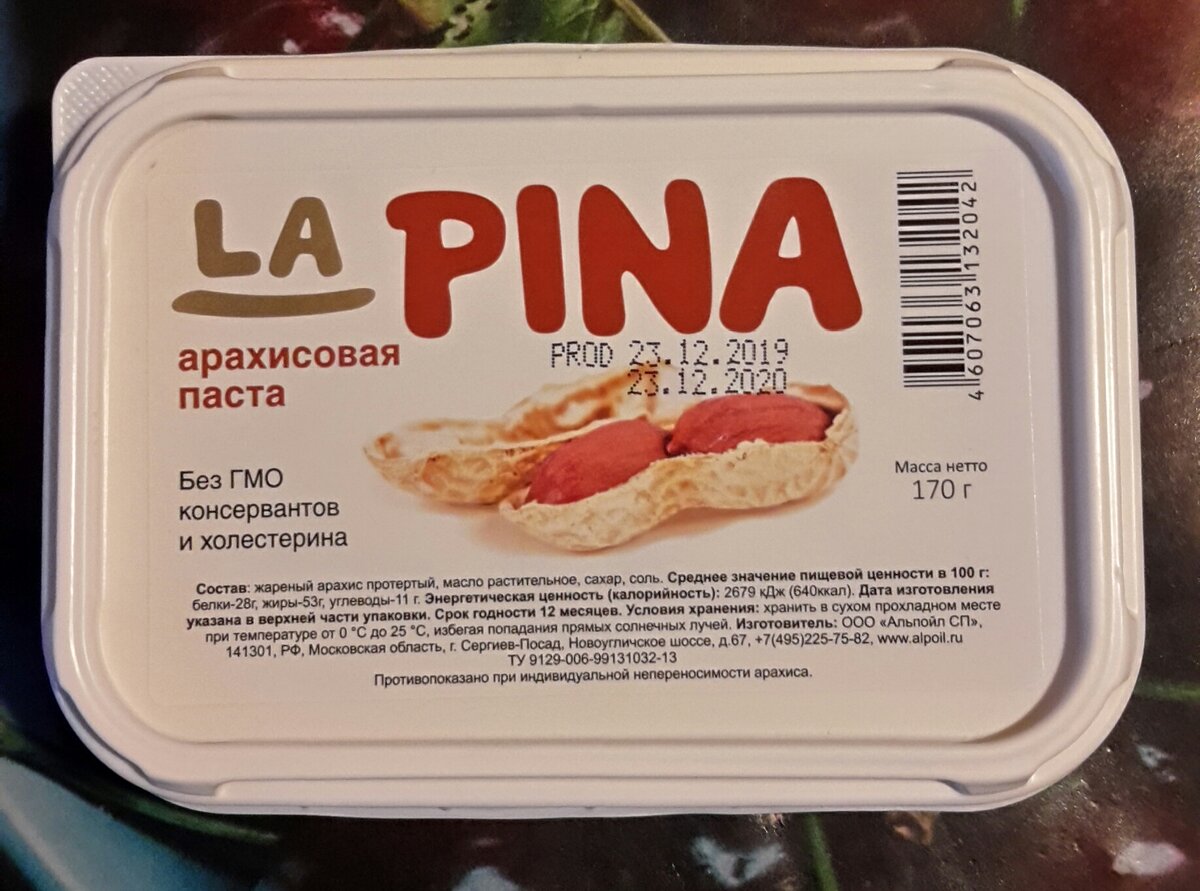 LA PINA
арахисовая
паста
PROD 23.12.2019
23.12.2020
4607063132042
Без ГМО
консервантов
и холестерина
Масса нетто
170 г
Состав: жареный арахис протертый, масло растительное, сахар, соль. Среднее значение пищевой ценности в 100 г:
белки-28г, жиры-53г, углеводы-11 г. Энергетическая ценность (калорийность): 2679 кДж (640ккал). Дата изготовления
указана в верхней части упаковки. Срок годности 12 месяцев. Условия хранения: хранить в сухом прохладном месте
при температуре от 0 °С до 25 °С, избегая попадания прямых солнечных лучей. Изготовитель: ООО «Альпойл СП»,
141301, РФ, Московская область, г. Сергиев-Посад, Новоугличское шоссе, д.67, +7(495)225-75-82, www.alpoil.ru
ТУ 9129-006-99131032-13
Противопоказано при индивидуальной непереносимости арахиса.